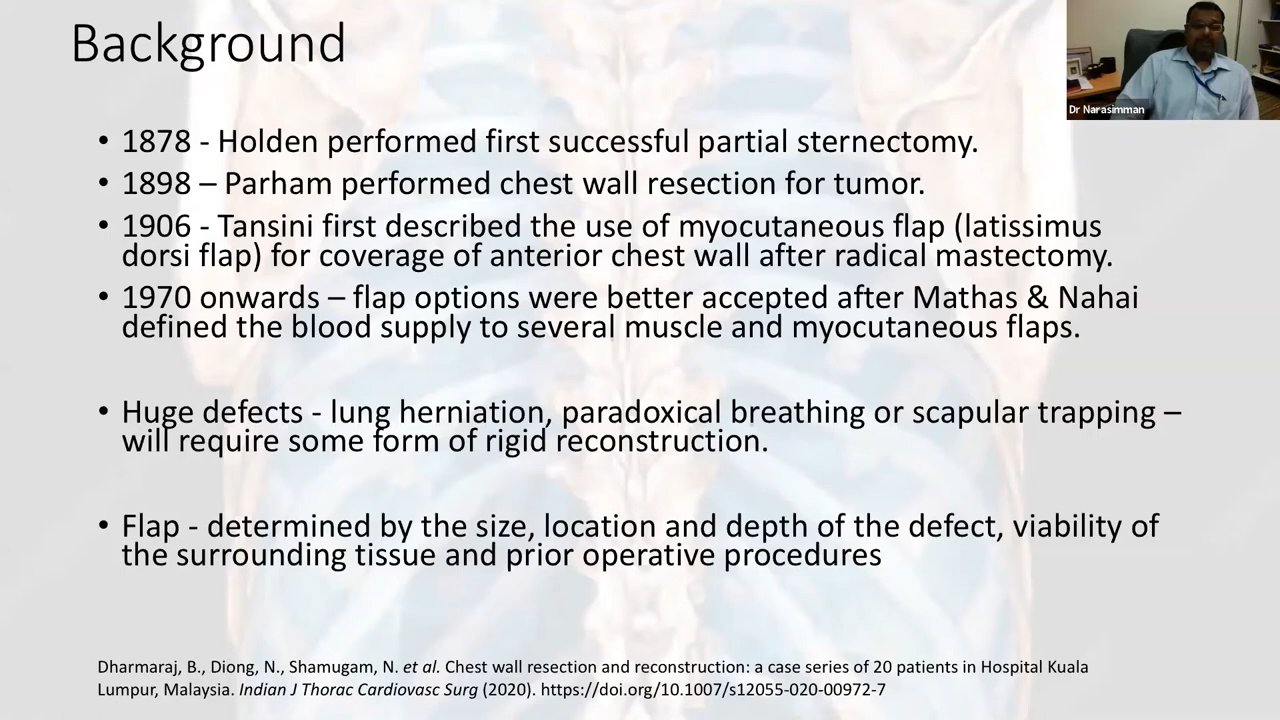 Background
Dr Narasimman
• 1878 - Holden performed first successful partial sternectomy.
• 1898 – Parham performed chest wall resection for tumor.
• 1906 - Tansini first described the use of myocutaneous flap (latissimus
dorsi flap) for coverage of anterior chest wall after radical mastectomy.
• 1970 onwards – flap options were better accepted after Mathas & Nahai
defined the blood supply to several muscle and myocutaneous flaps.
• Huge defects - lung herniation, paradoxical breathing or scapular trapping –
will require some form of rigid reconstruction.
• Flap - determined by the size, location and depth of the defect, viability of
the surrounding tissue and prior operative procedures
Dharmaraj, B., Diong, N., Shamugam, N. et al. Chest wall resection and reconstruction: a case series of 20 patients in Hospital Kuala
Lumpur, Malaysia. Indian J Thorac Cardiovasc Surg (2020). https://doi.org/10.1007/s12055-020-00972-7